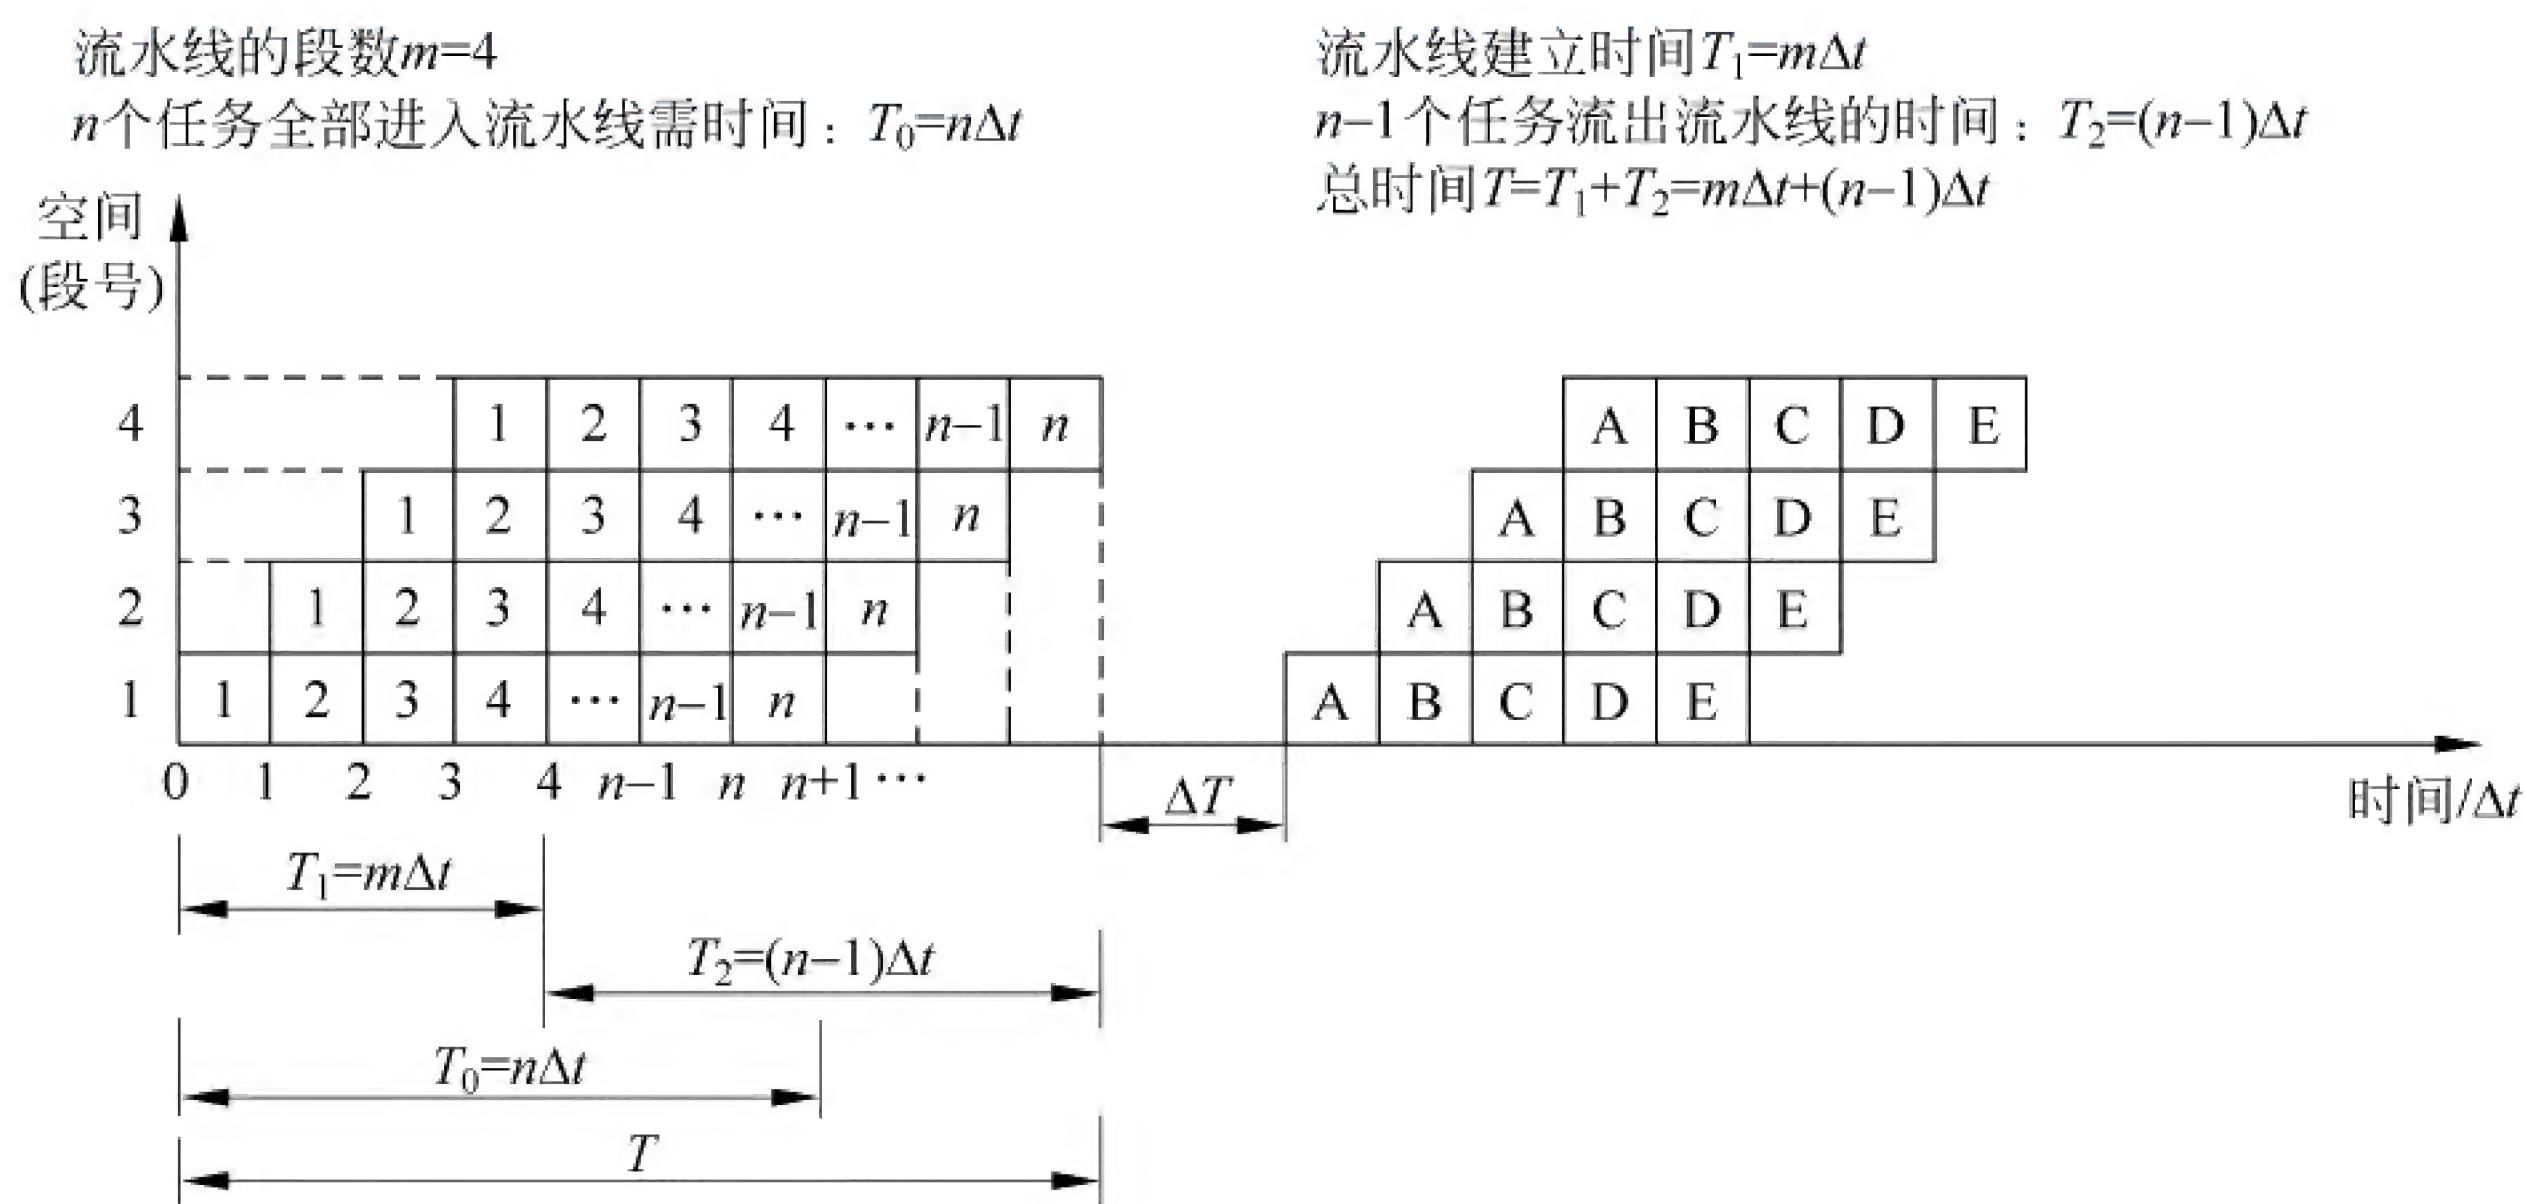 流水线的段数m=4
n个任务全部进入流水线需时间：T₀=nΔt
流水线建立时间T₁=mΔt
n–1个任务流出流水线的时间：T₂=(n–1)Δt
总时间T=T₁+T₂=mΔt+(n–1)Δt
空间
(段号)
4 1 2 3 4 … n–1 n A B C D E
3 1 2 3 4 … n–1 n A B C D E
2 1 2 3 4 … n–1 n A B C D E
1 1 2 3 4 … n–1 n A B C D E
0 1 2 3 4 n–1 n n+1 …
ΔT
时间/Δt
T₁=mΔt
T₂=(n–1)Δt
T₀=nΔt
T